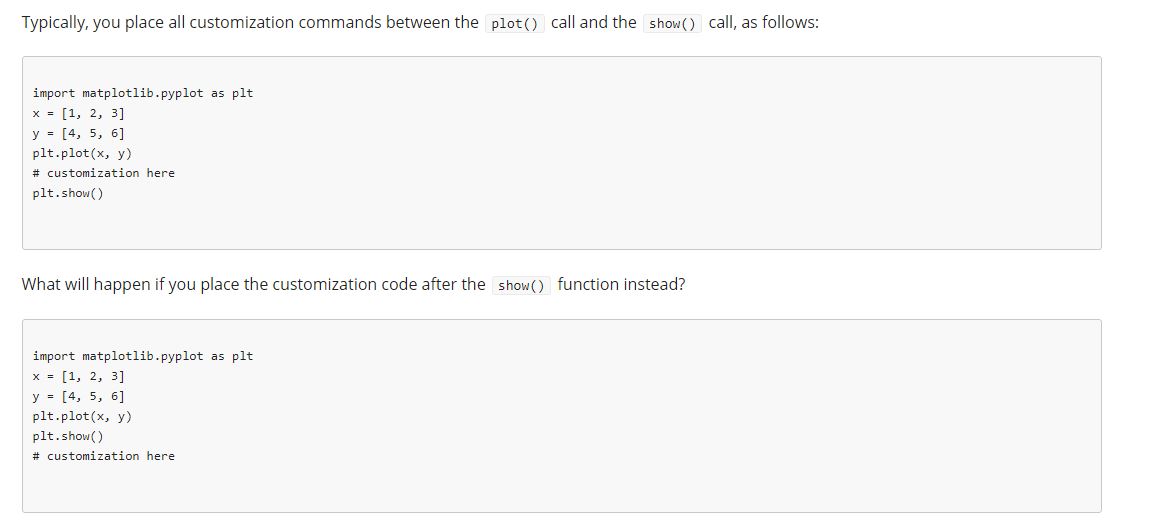 Typically, you place all customization commands between the plot() call and the show() call, as follows:
import matplotlib.pyplot as plt
x = [1, 2, 3]
y = [4, 5, 6]
plt.plot(x, y)
# customization here
plt.show()
What will happen if you place the customization code after the show() function instead?
import matplotlib.pyplot as plt
x = [1, 2, 3]
y = [4, 5, 6]
plt.plot(x, y)
plt.show()
# customization here